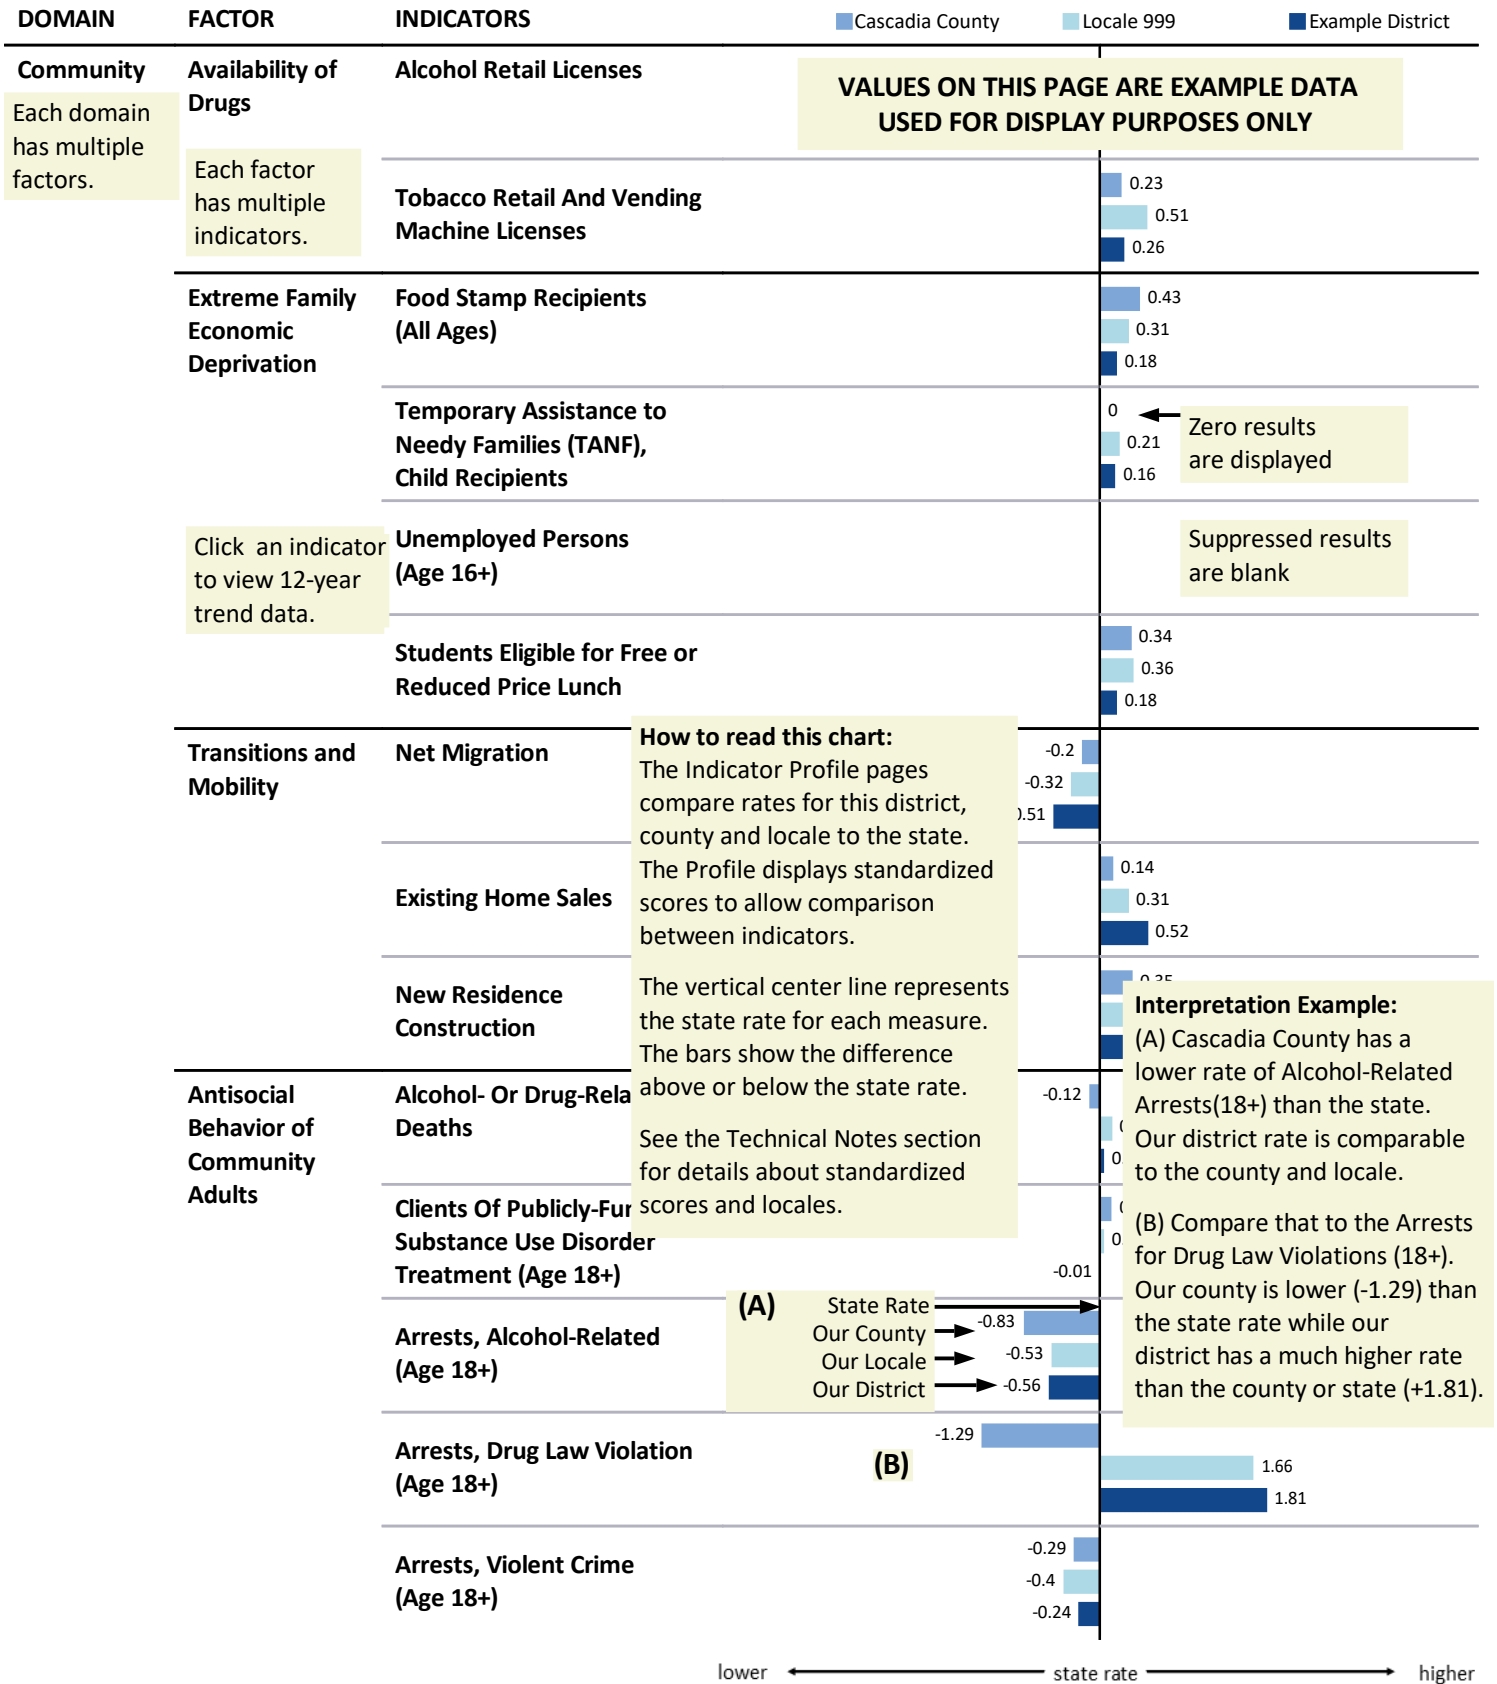 DOMAIN FACTOR INDICATORS Cascadia County Locale 999 Example District
Community
Each domain
has multiple
factors.
Availability of
Drugs
Each factor
has multiple
indicators.
Alcohol Retail Licenses
VALUES ON THIS PAGE ARE EXAMPLE DATA
USED FOR DISPLAY PURPOSES ONLY
Tobacco Retail And Vending
Machine Licenses
0.23
0.51
0.26
Extreme Family
Economic
Deprivation
Food Stamp Recipients
(All Ages)
0.43
0.31
0.18
Temporary Assistance to
Needy Families (TANF),
Child Recipients
0
0.21
0.16
Zero results
are displayed
Click an indicator
to view 12-year
trend data.
Unemployed Persons
(Age 16+)
Suppressed results
are blank
Students Eligible for Free or
Reduced Price Lunch
0.34
0.36
0.18
Transitions and
Mobility
Net Migration
-0.2
-0.32
.51
How to read this chart:
The Indicator Profile pages
compare rates for this district,
county and locale to the state.
The Profile displays standardized
scores to allow comparison
between indicators.
The vertical center line represents
the state rate for each measure.
The bars show the difference
above or below the state rate.
See the Technical Notes section
for details about standardized
scores and locales.
Existing Home Sales
0.14
0.31
0.52
New Residence
Construction
0.35
Interpretation Example:
(A) Cascadia County has a
lower rate of Alcohol-Related
Arrests(18+) than the state.
Our district rate is comparable
to the county and locale.
(B) Compare that to the Arrests
for Drug Law Violations (18+).
Our county is lower (-1.29) than
the state rate while our
district has a much higher rate
than the county or state (+1.81).
Antisocial
Behavior of
Community
Adults
Alcohol- Or Drug-Rela
Deaths
-0.12
0.
Clients Of Publicly-Fun
Substance Use Disorder
Treatment (Age 18+)
0.
-0.01
Arrests, Alcohol-Related
(Age 18+)
(A) State Rate
Our County -0.83
Our Locale -0.53
Our District -0.56
Arrests, Drug Law Violation
(Age 18+)
(B)
-1.29
1.66
1.81
Arrests, Violent Crime
(Age 18+)
-0.29
-0.4
-0.24
lower state rate higher